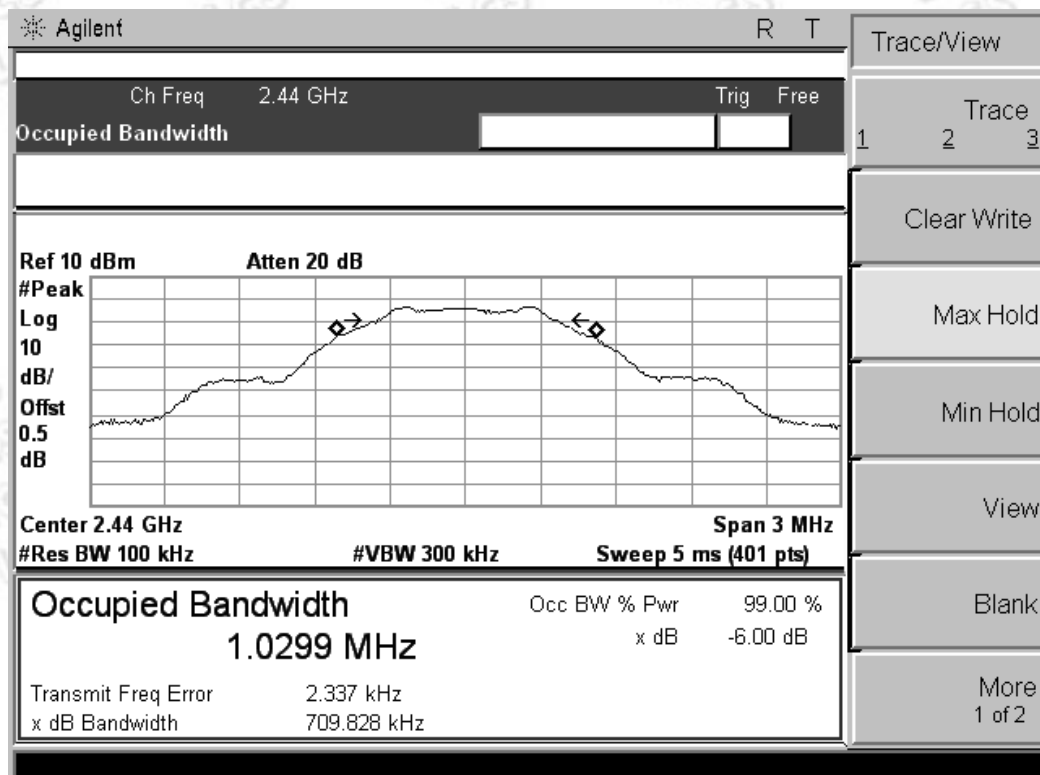 Agilent R T
Trace/View
Ch Freq 2.44 GHz Trig Free
Occupied Bandwidth
Trace
1 2 3
Clear Write
Ref 10 dBm Atten 20 dB
#Peak
Log
10
dB/
Offst
0.5
dB
Max Hold
Min Hold
View
Center 2.44 GHz Span 3 MHz
#Res BW 100 kHz #VBW 300 kHz Sweep 5 ms (401 pts)
Occupied Bandwidth Occ BW % Pwr 99.00 %
1.0299 MHz x dB -6.00 dB
Transmit Freq Error 2.337 kHz
x dB Bandwidth 709.828 kHz
Blank
More
1 of 2